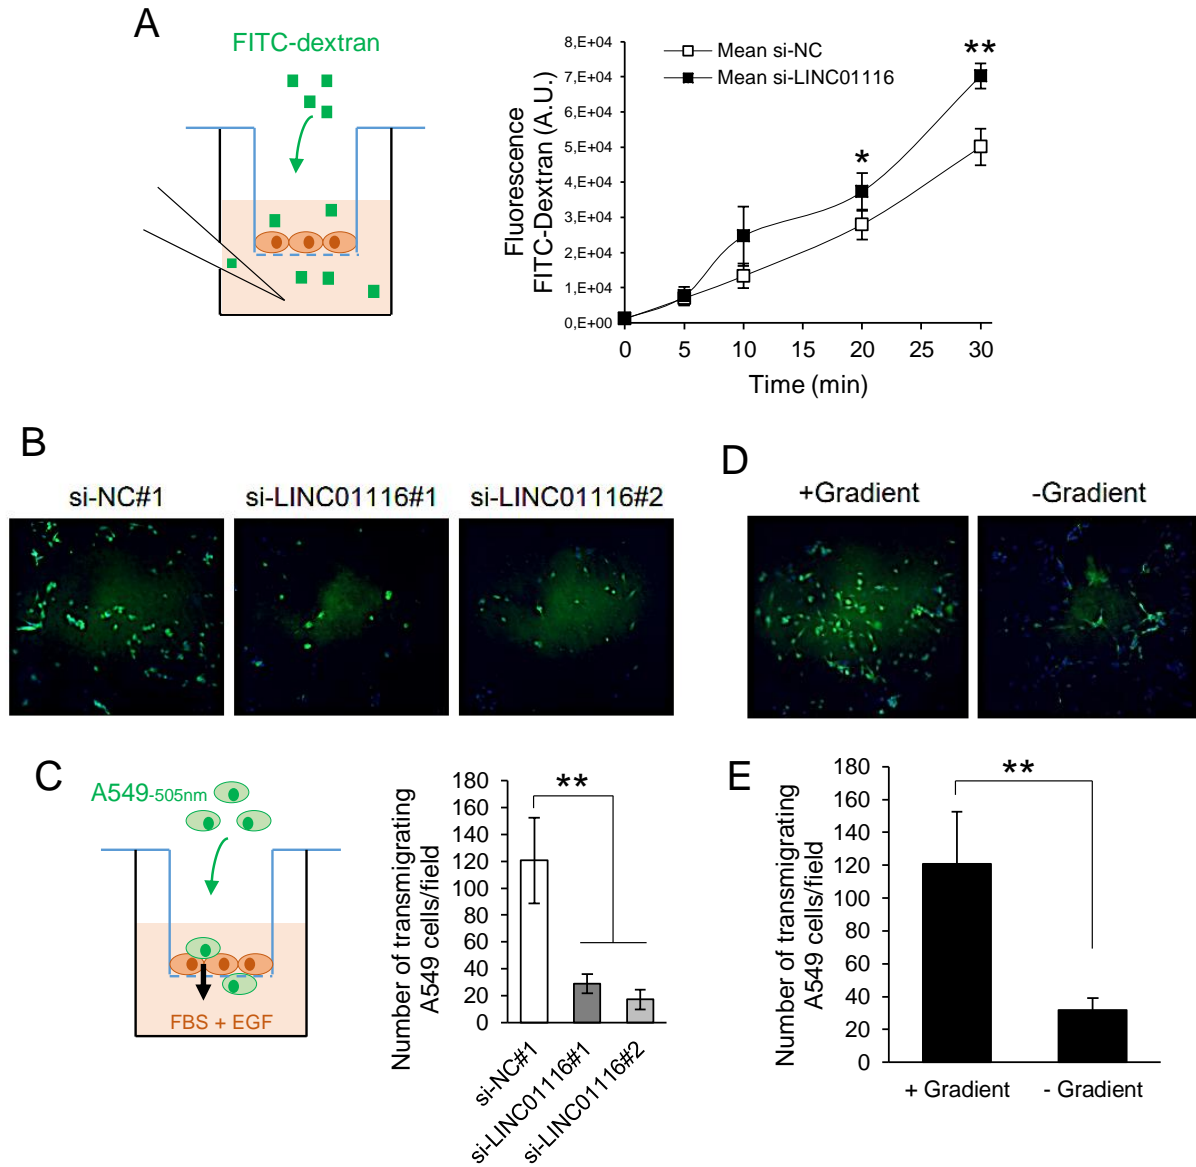 A
FITC-dextran
Fluorescence
FITC-Dextran (A.U.)
8,E+04
7,E+04
6,E+04
5,E+04
4,E+04
3,E+04
2,E+04
1,E+04
0,E+00
Mean si-NC
Mean si-LINC01116
*
**
0 5 10 15 20 25 30
Time (min)
B
si-NC#1 si-LINC01116#1 si-LINC01116#2
D
+Gradient -Gradient
C
A549-505nm
FBS + EGF
Number of transmigrating
A549 cells/field
180
160
140
120
100
80
60
40
20
0
**
si-NC#1
si-LINC01116#1
si-LINC01116#2
E
Number of transmigrating
A549 cells/field
180
160
140
120
100
80
60
40
20
0
**
+ Gradient - Gradient